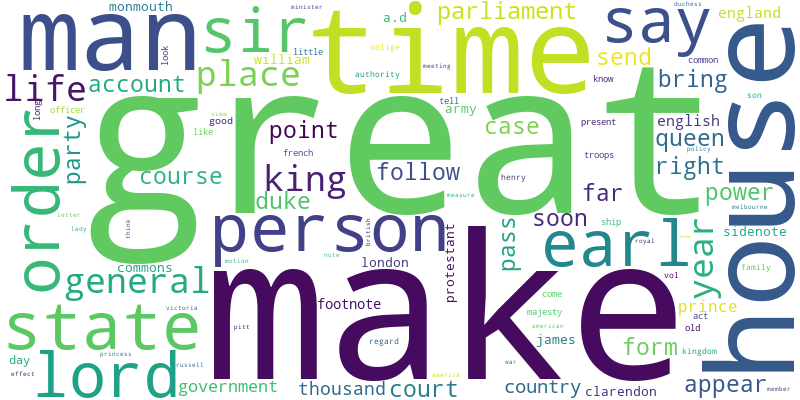 monmouth
minister
duchess
man
sir
time
a.d
parliament
say
england
look
little
william
oblige
send
common
life
account
place
authority
meeting
know
bring
son
long
great
house
officer
view
army
tell
good
like
point
case
english
present
queen
order
party
french
troops
policy
course
king
follow
right
henry
duke
far
power
measure
letter
lady
think
person
british
soon
ship
melbourne
pass
earl
year
sidenote
royal
commons
motion
note
london
protestant
general
make
vol
family
come
footnote
prince
victoria
majesty
act
state
pitt
american
old
regard
james
form
kingdom
princess
day
russell
war
effect
lord
government
america
thousand
court
country
clarendon
appear
member